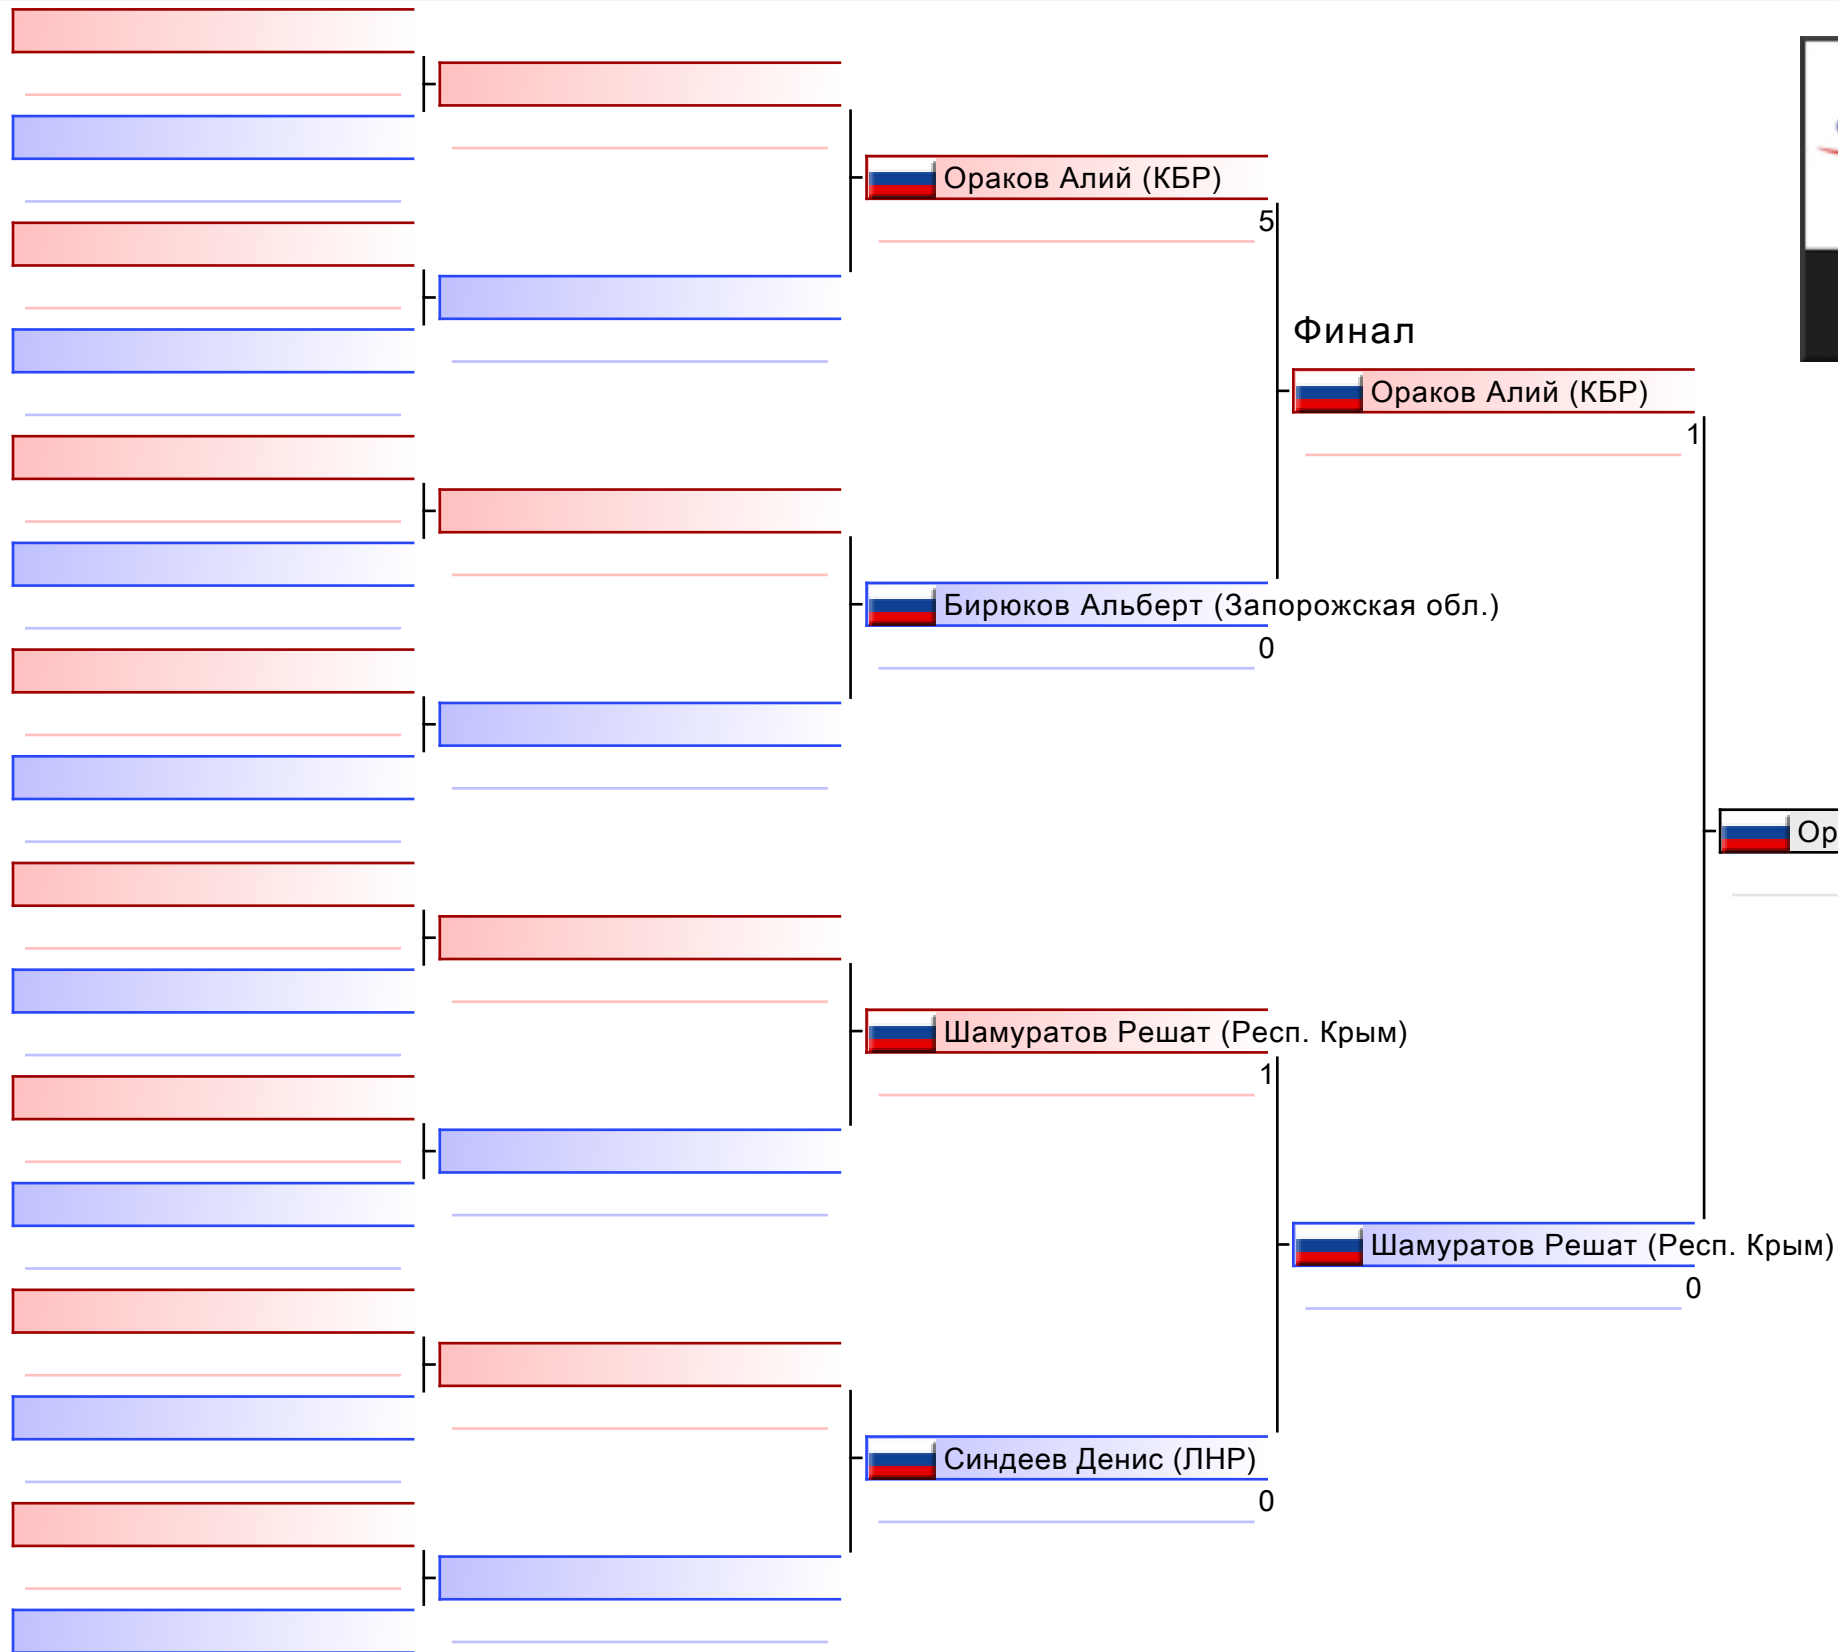 Ораков Алий (КБР)
5
Финал
Ораков Алий (КБР)
1
Бирюков Альберт (Запорожская обл.)
0
Ор
Шамуратов Решат (Респ. Крым)
1
Шамуратов Решат (Респ. Крым)
0
Синдеев Денис (ЛНР)
0